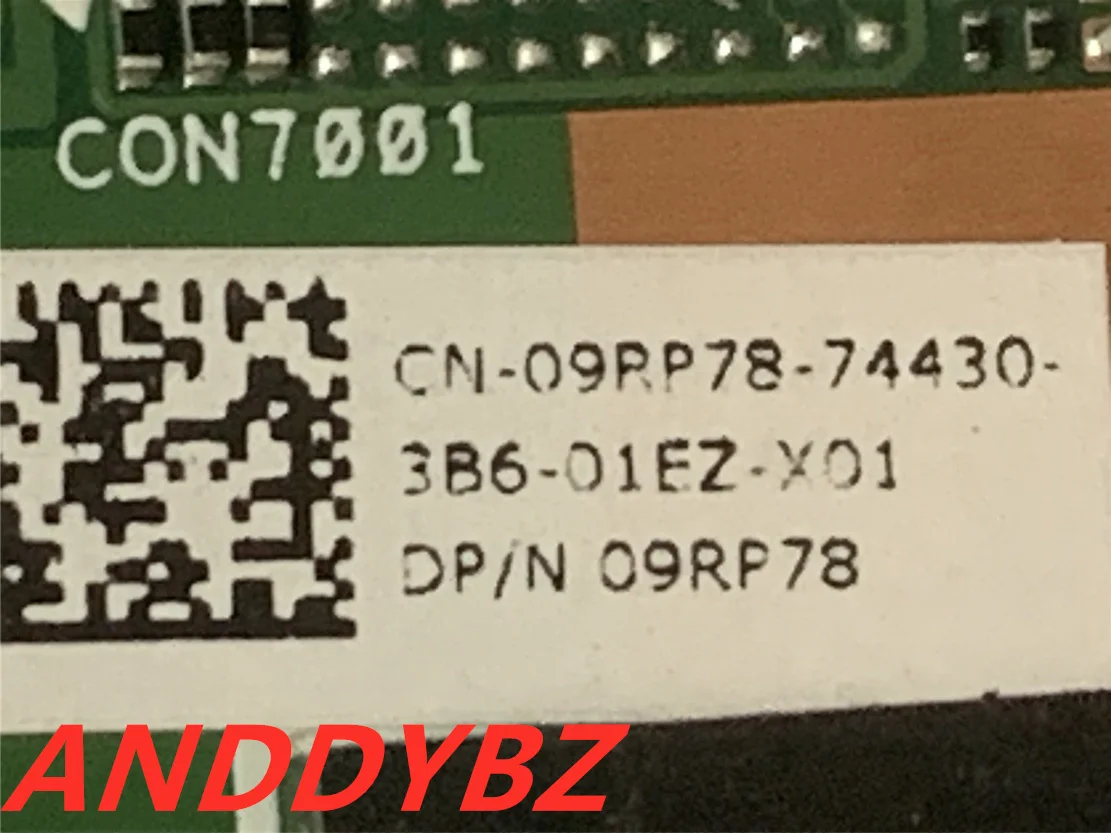 CON7001
CN-09RP78-74430-
3B6-01EZ-X01
DP/N 09RP78
ANDDYBZ